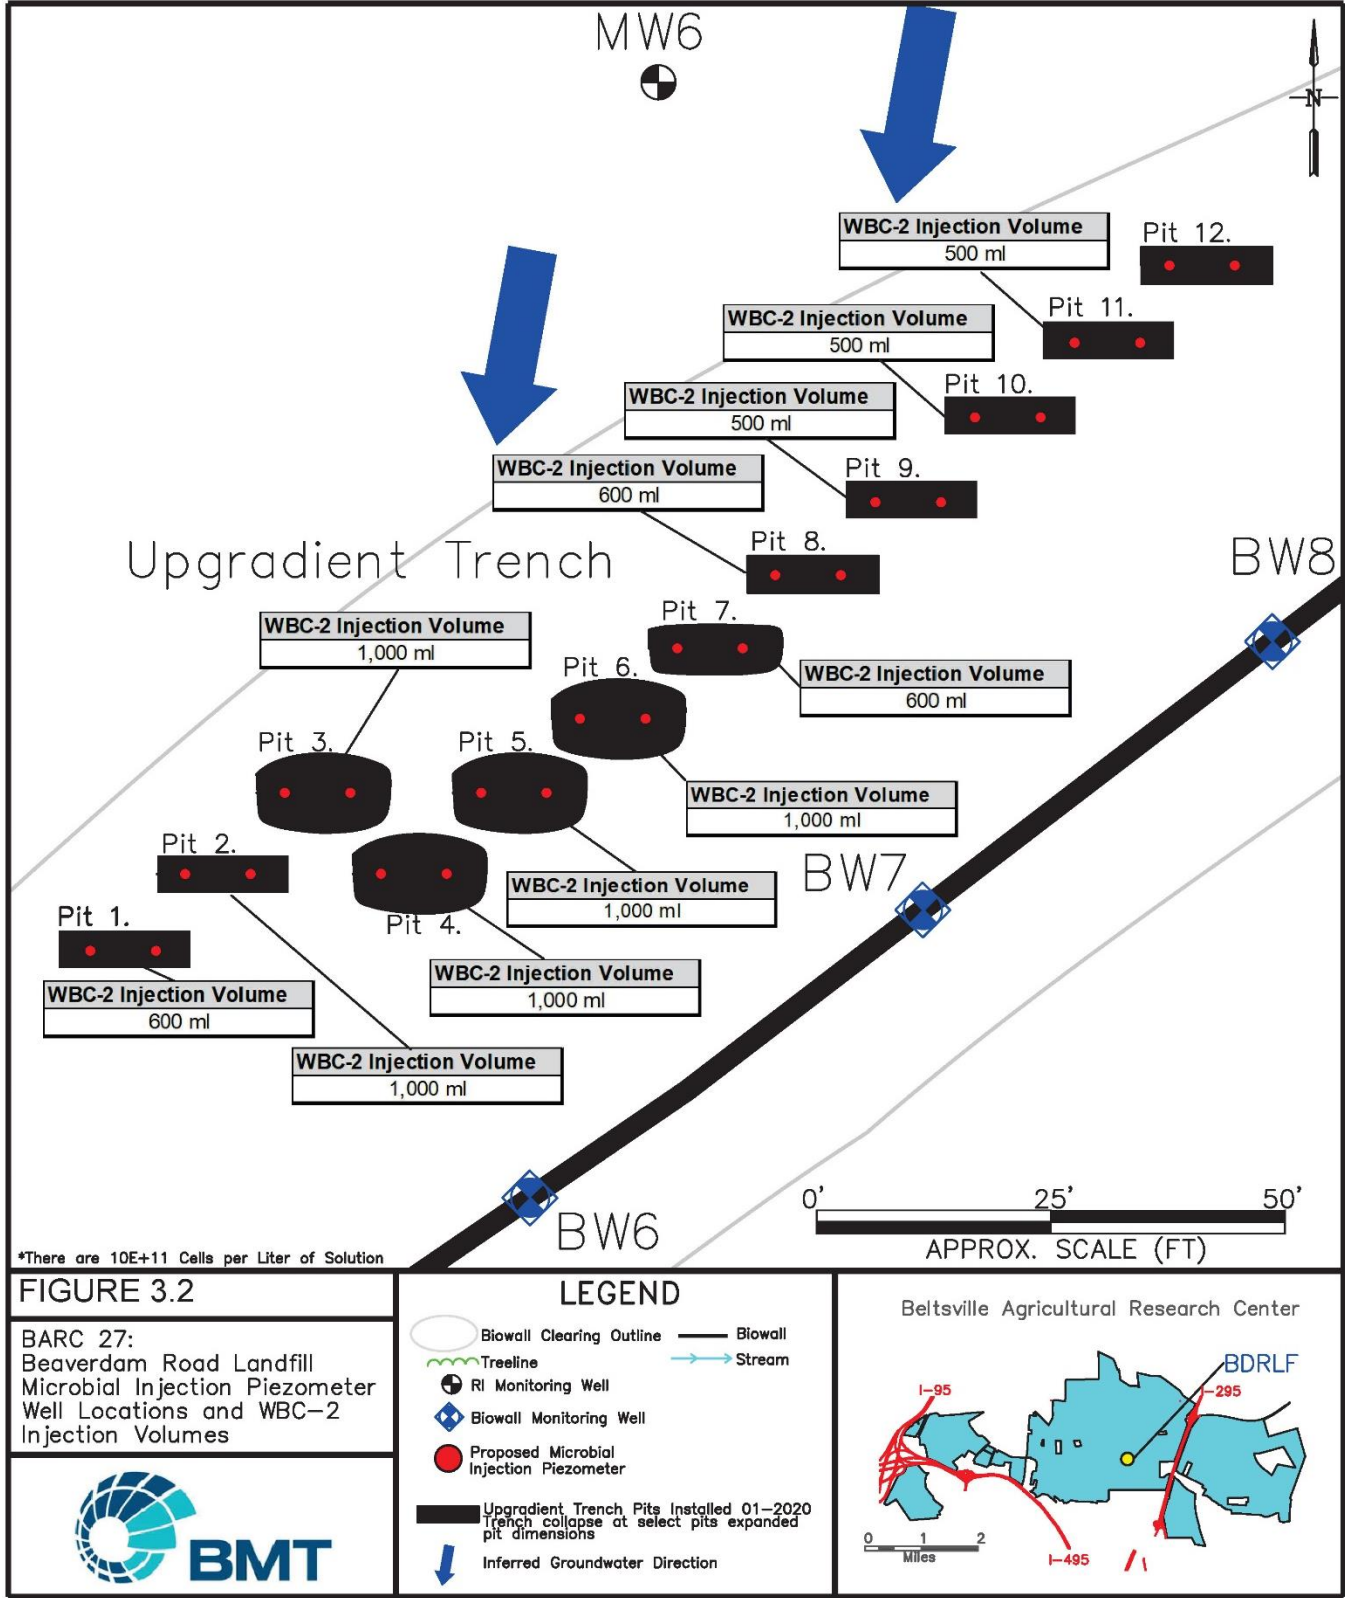 MW6
N
WBC-2 Injection Volume
500 ml
Pit 12.
Pit 11.
WBC-2 Injection Volume
500 ml
Pit 10.
WBC-2 Injection Volume
500 ml
Pit 9.
WBC-2 Injection Volume
600 ml
Pit 8.
Upgradient Trench
BW8
Pit 7.
WBC-2 Injection Volume
1,000 ml
Pit 6.
WBC-2 Injection Volume
600 ml
Pit 3.
Pit 5.
WBC-2 Injection Volume
1,000 ml
Pit 2.
BW7
WBC-2 Injection Volume
1,000 ml
Pit 1.
Pit 4.
WBC-2 Injection Volume
1,000 ml
WBC-2 Injection Volume
600 ml
WBC-2 Injection Volume
1,000 ml
0' 25' 50'
APPROX. SCALE (FT)
BW6
*There are 10E+11 Cells per Liter of Solution
FIGURE 3.2
BARC 27:
Beaverdam Road Landfill
Microbial Injection Piezometer
Well Locations and WBC-2
Injection Volumes
BMT
LEGEND
Biowall Clearing Outline
Biowall
Treeline
Stream
RI Monitoring Well
Biowall Monitoring Well
Proposed Microbial
Injection Piezometer
Upgradient Trench Pits Installed 01-2020
Trench collapse at select pits expanded
pit dimensions
Inferred Groundwater Direction
Beltsville Agricultural Research Center
BDRLF
I-95
I-295
I-495
0 1 2
Miles